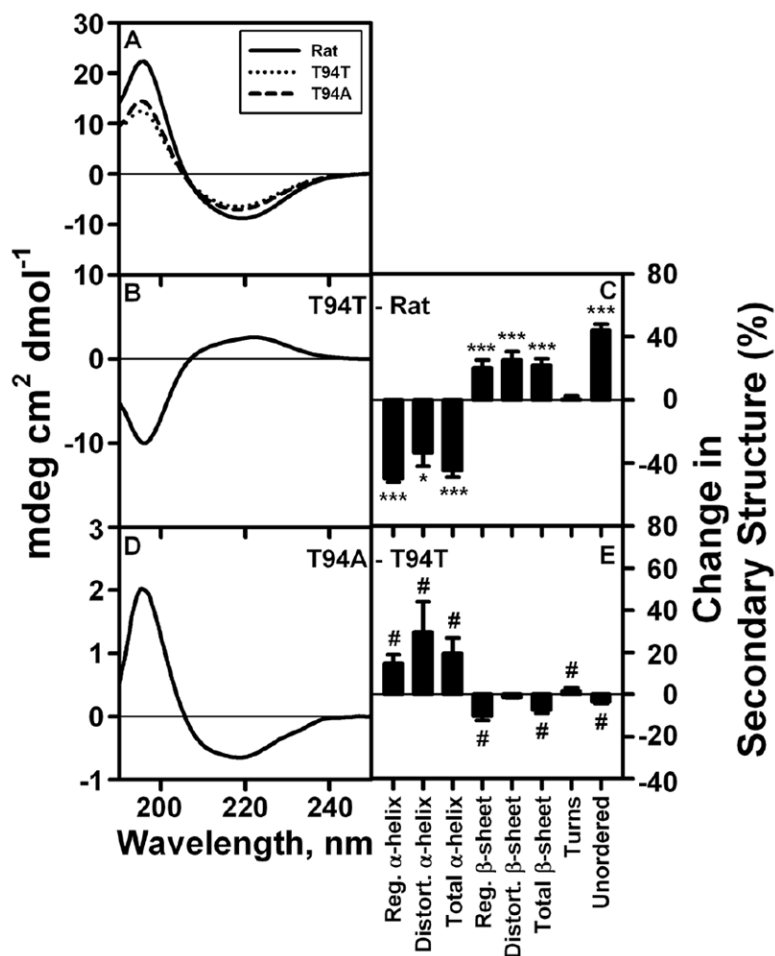 A
Rat
T94T
T94A
30
20
10
0
-10
10
B
T94T - Rat
C
0
-10
3
D
T94A - T94T
E
2
1
0
-1
200
220
240
Wavelength, nm
mdeg cm² dmol⁻¹
80
40
0
-40
80
60
40
20
0
-20
-40
Change in
Secondary Structure (%)
***
*
***
***
***
***
***
#
#
#
#
#
#
#
Reg. α-helix
Distort. α-helix
Total α-helix
Reg. β-sheet
Distort. β-sheet
Total β-sheet
Turns
Unordered